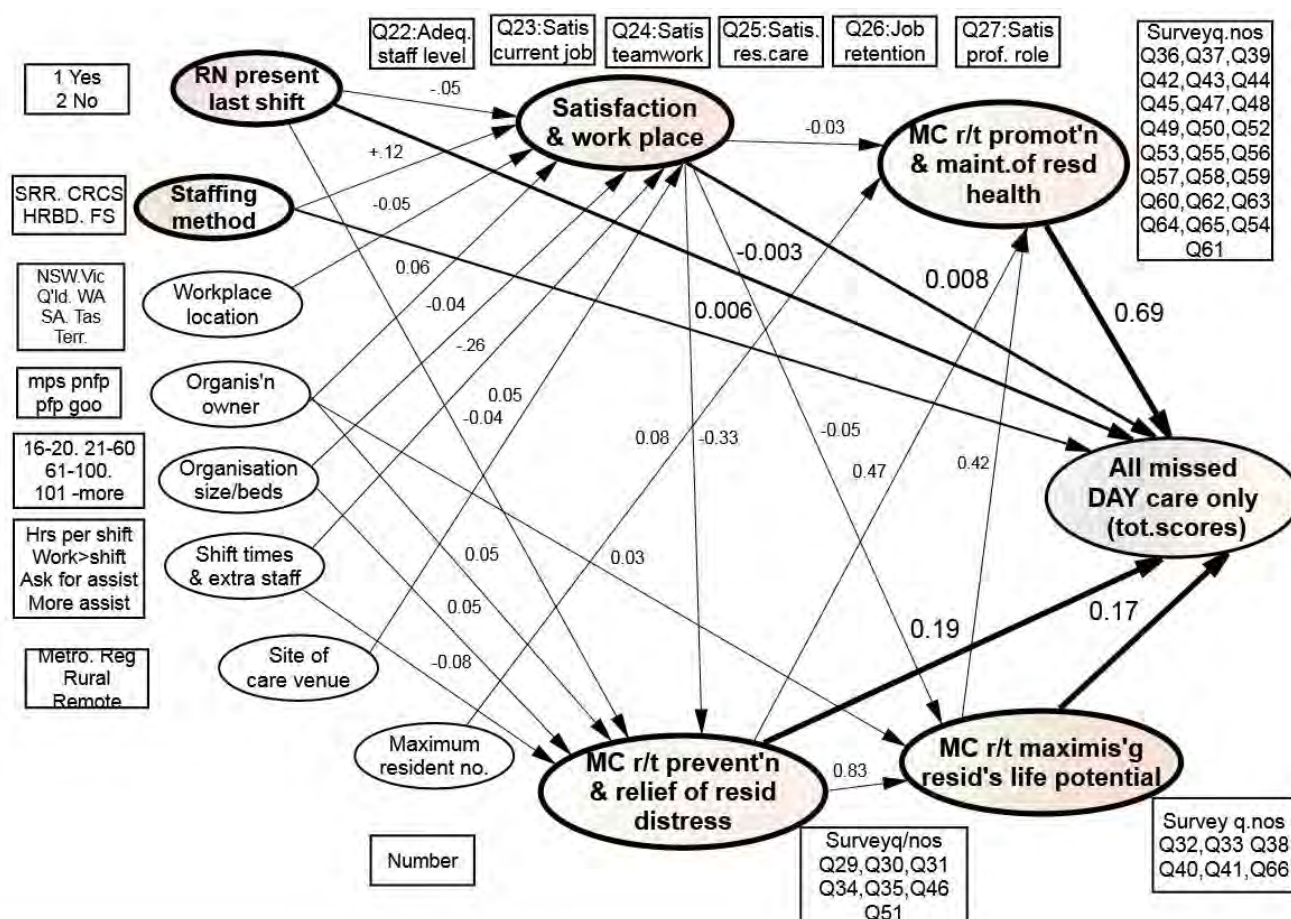 Q22:Adeq.
staff level
Q23:Satis
current job
Q24:Satis
teamwork
Q25:Satis.
res.care
Q26:Job
retention
Q27:Satis
prof. role
Surveyq.nos
Q36,Q37,Q39
Q42,Q43,Q44
Q45,Q47,Q48
Q49,Q50,Q52
Q53,Q55,Q56
Q57,Q58,Q59
Q60,Q62,Q63
Q64,Q65,Q54
Q61
1 Yes
2 No
RN present
last shift
-.05
Satisfaction
& work place
-0.03
MC r/t promot'n
& maint.of resd
health
+.12
SRR. CRCS
HRBD. FS
Staffing
method
-0.05
NSW.Vic
Q'ld. WA
SA. Tas
Terr.
Workplace
location
0.06
-0.04
-.26
-0.003
0.006
0.008
0.69
mps pnfp
pfp goo
Organis'n
owner
0.05
-0.04
0.08
-0.33
-0.05
0.47
0.42
16-20. 21-60
61-100.
101 -more
Organisation
size/beds
All missed
DAY care only
(tot.scores)
Hrs per shift
Work>shift
Ask for assist
More assist
Shift times
& extra staff
0.05
0.03
0.05
-0.08
0.19
0.17
Metro. Reg
Rural
Remote
Site of
care venue
Maximum
resident no.
MC r/t prevent'n
& relief of resid
distress
0.83
MC r/t maximis'g
resid's life potential
Number
Surveyq/nos
Q29,Q30,Q31
Q34,Q35,Q46
Q51
Survey q.nos
Q32,Q33 Q38
Q40,Q41,Q66